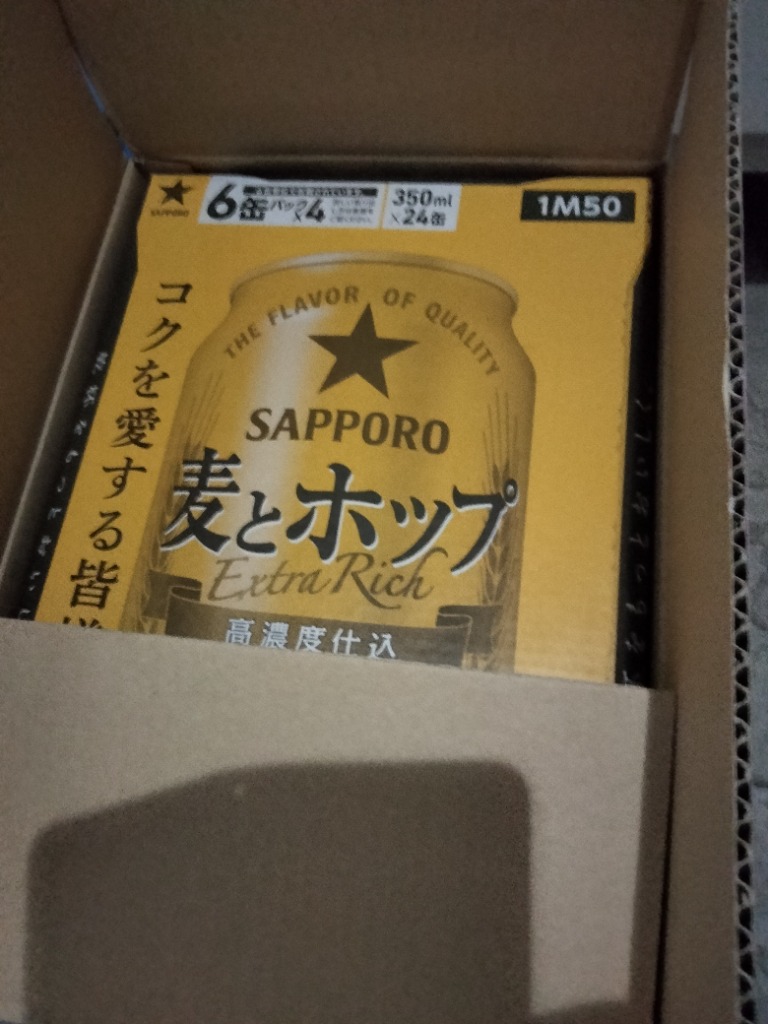 SAPPORO
6缶パック×4
350ml
×24缶
1M50
コクを愛する皆様
THE FLAVOR OF QUALITY
SAPPORO
麦とホップ
Extra Rich
高濃度仕込